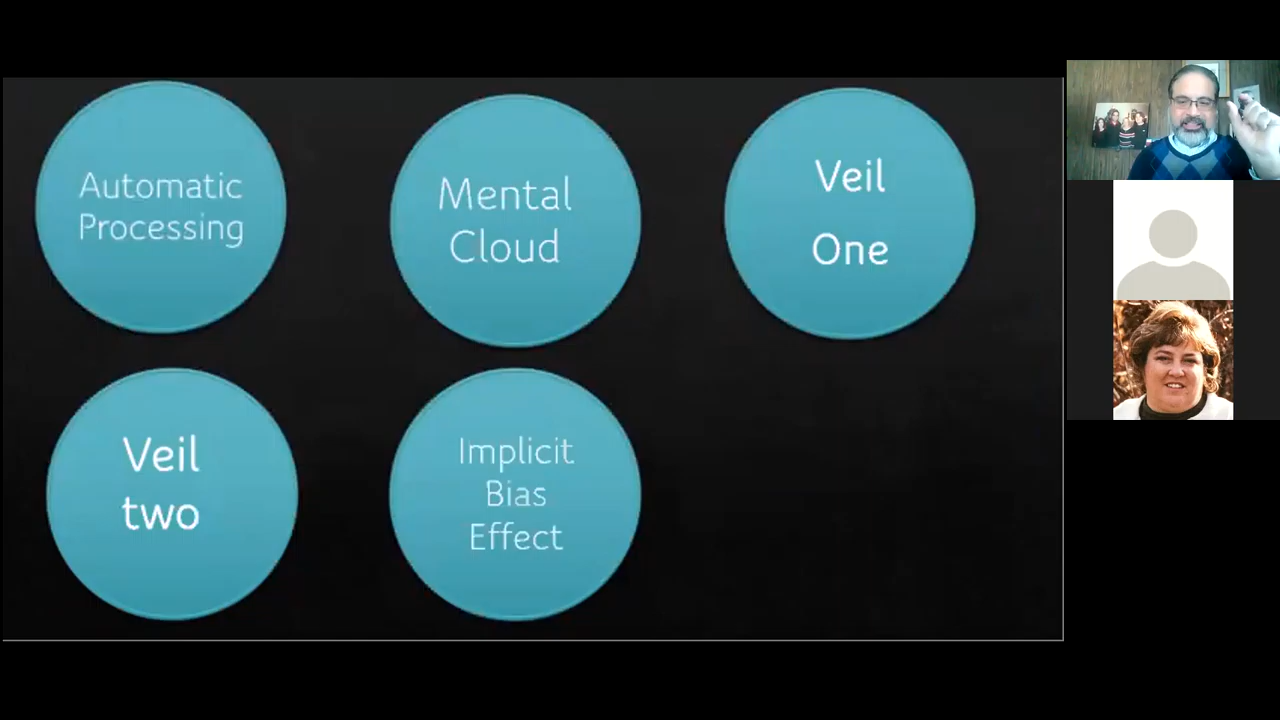 Automatic
Processing
Mental
Cloud
Veil
One
Veil
two
Implicit
Bias
Effect